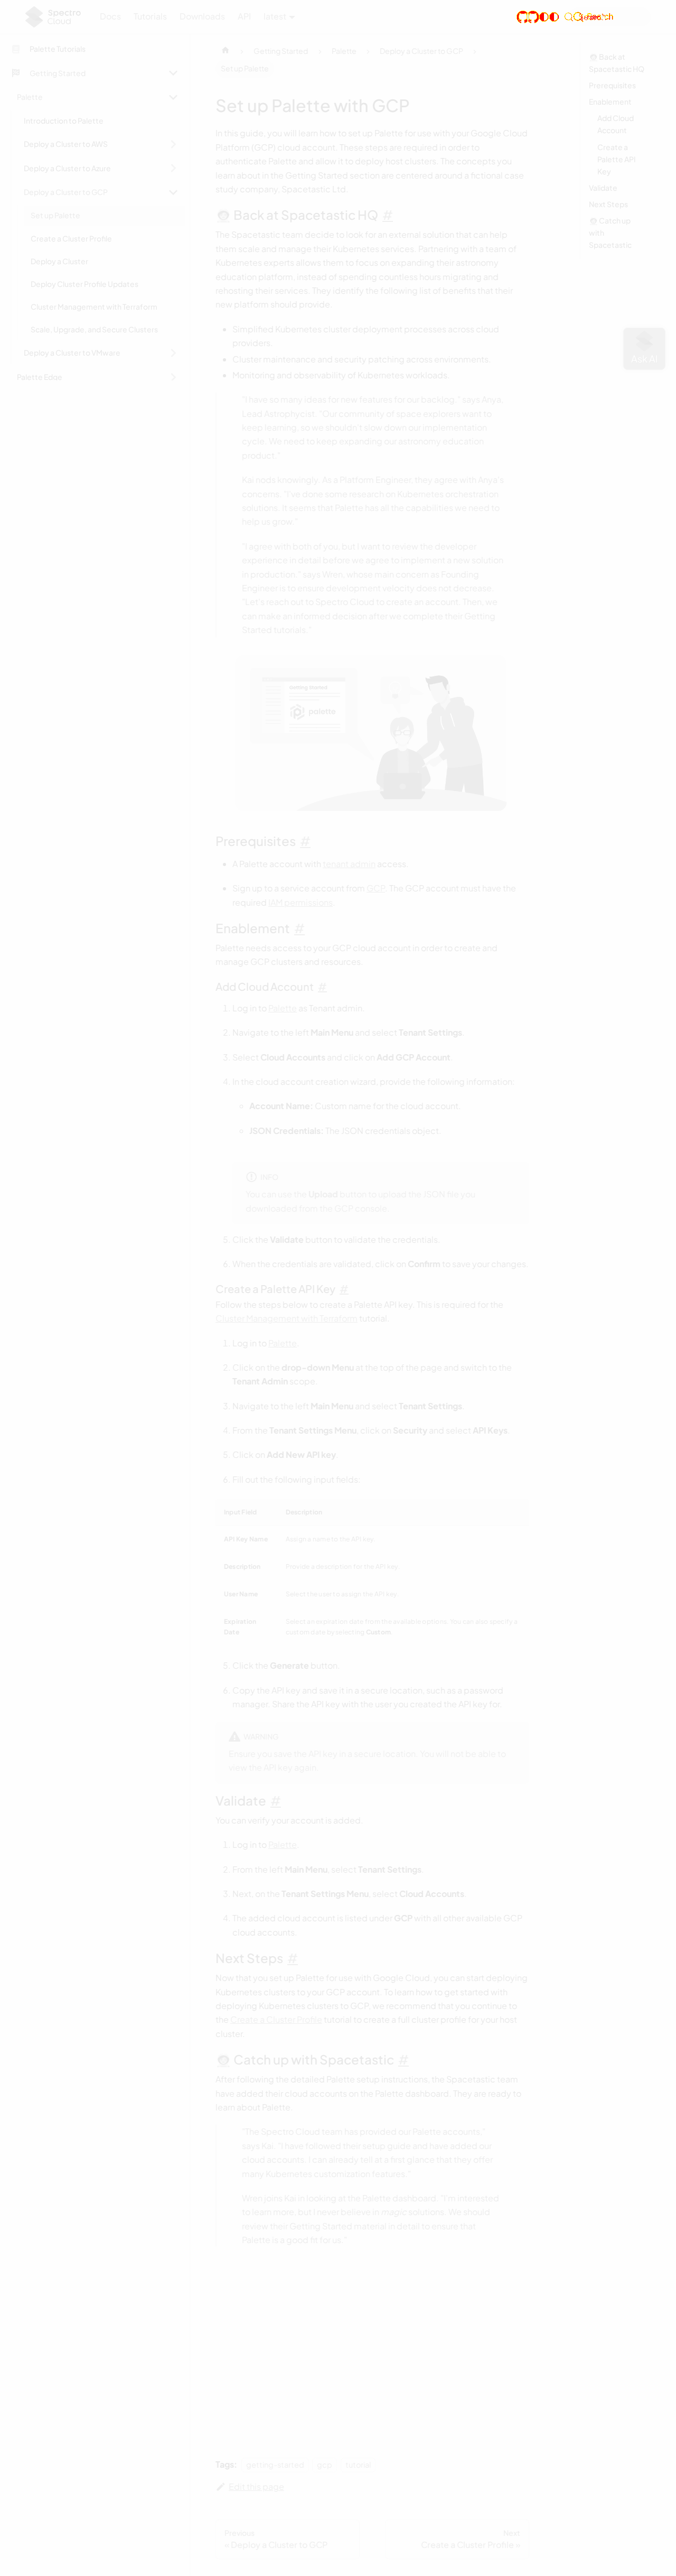 Spectro Cloud
Docs Tutorials Downloads API latest
Palette Tutorials
Getting Started
Palette
Introduction to Palette
Deploy a Cluster to AWS
Deploy a Cluster to Azure
Deploy a Cluster to GCP
Set up Palette
Create a Cluster Profile
Deploy a Cluster
Deploy Cluster Profile Updates
Cluster Management with Terraform
Scale, Upgrade, and Secure Clusters
Deploy a Cluster to VMware
Palette Edge
Getting Started > Palette > Deploy a Cluster to GCP >
Set up Palette
Set up Palette with GCP
In this guide, you will learn how to set up Palette for use with your Google Cloud
Platform (GCP) cloud account. These steps are required in order to
authenticate Palette and allow it to deploy host clusters. The concepts you
learn about in the Getting Started section are centered around a fictional case
study company, Spacetastic Ltd.
Back at Spacetastic HQ #
The Spacetastic team decide to look for an external solution that can help
them scale and manage their Kubernetes services. Partnering with a team of
Kubernetes experts allows them to focus on expanding their astronomy
education platform, instead of spending countless hours migrating and
rehosting their services. They identify the following list of benefits that their
new platform should provide.
• Simplified Kubernetes cluster deployment processes across cloud
providers.
• Cluster maintenance and security patching across environments.
• Monitoring and observability of Kubernetes workloads.
"I have so many ideas for new features for our backlog," says Anya,
Lead Astrophysicist. "Our community of space explorers want to
keep learning, so we shouldn't slow down our implementation
cycle. We need to keep expanding our astronomy education
product."
Kai nods knowingly. As a Platform Engineer, they agree with Anya's
concerns. "I've done some research on Kubernetes orchestration
solutions. It seems that Palette has all the capabilities we need to
help us grow."
"I agree with both of you, but I want to review the developer
experience in detail before we agree to implement a new solution
in production," says Wren, whose main concern as Founding
Engineer is to ensure development velocity does not decrease.
"Let's reach out to Spectro Cloud to create an account. Then, we
can make an informed decision after we complete their Getting
Started tutorials."
Getting started
palette
Prerequisites #
• A Palette account with tenant admin access.
• Sign up to a service account from GCP. The GCP account must have the
required IAM permissions.
Enablement #
Palette needs access to your GCP cloud account in order to create and
manage GCP clusters and resources.
Add Cloud Account #
1. Log in to Palette as Tenant admin.
2. Navigate to the left Main Menu and select Tenant Settings.
3. Select Cloud Accounts and click on Add GCP Account.
4. In the cloud account creation wizard, provide the following information:
Account Name: Custom name for the cloud account.
JSON Credentials: The JSON credentials object.
INFO
You can use the Upload button to upload the JSON file you
downloaded from the GCP console.
5. Click the Validate button to validate the credentials.
6. When the credentials are validated, click on Confirm to save your changes.
Create a Palette API Key #
Follow the steps below to create a Palette API key. This is required for the
Cluster Management with Terraform tutorial.
1. Log in to Palette.
2. Click on the drop-down Menu at the top of the page and switch to the
Tenant Admin scope.
3. Navigate to the left Main Menu and select Tenant Settings.
4. From the Tenant Settings Menu, click on Security and select API Keys.
5. Click on Add New API key.
6. Fill out the following input fields:
Input Field Description
API Key Name Assign a name to the API key.
Description Provide a description for the API key.
User Name Select the user to assign the API key.
Expiration Date Select an expiration date from the available options. You can also specify a
custom date by selecting Custom.
5. Click the Generate button.
6. Copy the API key and save it in a secure location, such as a password
manager. Share the API key with the user you created the API key for.
WARNING
Ensure you save the API key in a secure location. You will not be able to
view the API key again.
Validate #
You can verify your account is added.
1. Log in to Palette.
2. From the left Main Menu, select Tenant Settings.
3. Next, on the Tenant Settings Menu, select Cloud Accounts.
4. The added cloud account is listed under GCP with all other available GCP
cloud accounts.
Next Steps #
Now that you set up Palette for use with Google Cloud, you can start deploying
Kubernetes clusters to your GCP account. To learn how to get started with
deploying Kubernetes clusters to GCP, we recommend that you continue to
the Create a Cluster Profile tutorial to create a full cluster profile for your host
cluster.
Catch up with Spacetastic #
After following the detailed Palette setup instructions, the Spacetastic team
have added their cloud accounts on the Palette dashboard. They are ready to
learn about Palette.
"The Spectro Cloud team has provided our Palette accounts,"
says Kai. "I have followed their setup guide and have added our
cloud accounts. I can already tell at a first glance that they offer
many Kubernetes customization features."
Wren joins Kai in looking at the Palette dashboard. "I'm interested
to learn more, but I never believe in magic solutions. We should
review their Getting Started material in detail to ensure that
Palette is a good fit for us."
Tags: getting-started gcp tutorial
Edit this page
Previous
« Deploy a Cluster to GCP
Next
Create a Cluster Profile »
Back at
Spacetastic HQ
Prerequisites
Enablement
Add Cloud
Account
Create a
Palette API
Key
Validate
Next Steps
Catch up
with
Spacetastic
Ask AI